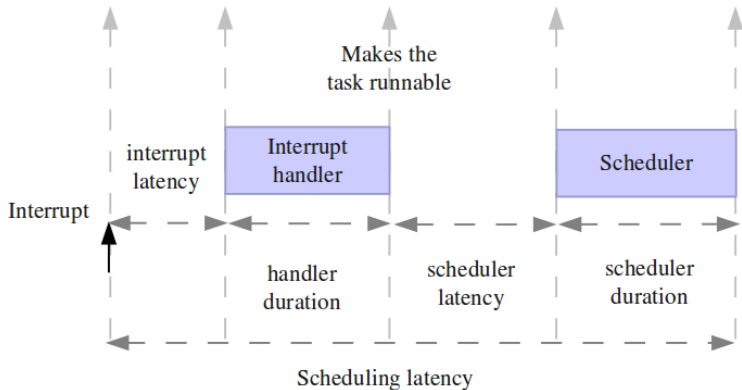 Makes the
task runnable
interrupt
latency
Interrupt
handler
Scheduler
Interrupt
handler
duration
scheduler
latency
scheduler
duration
Scheduling latency